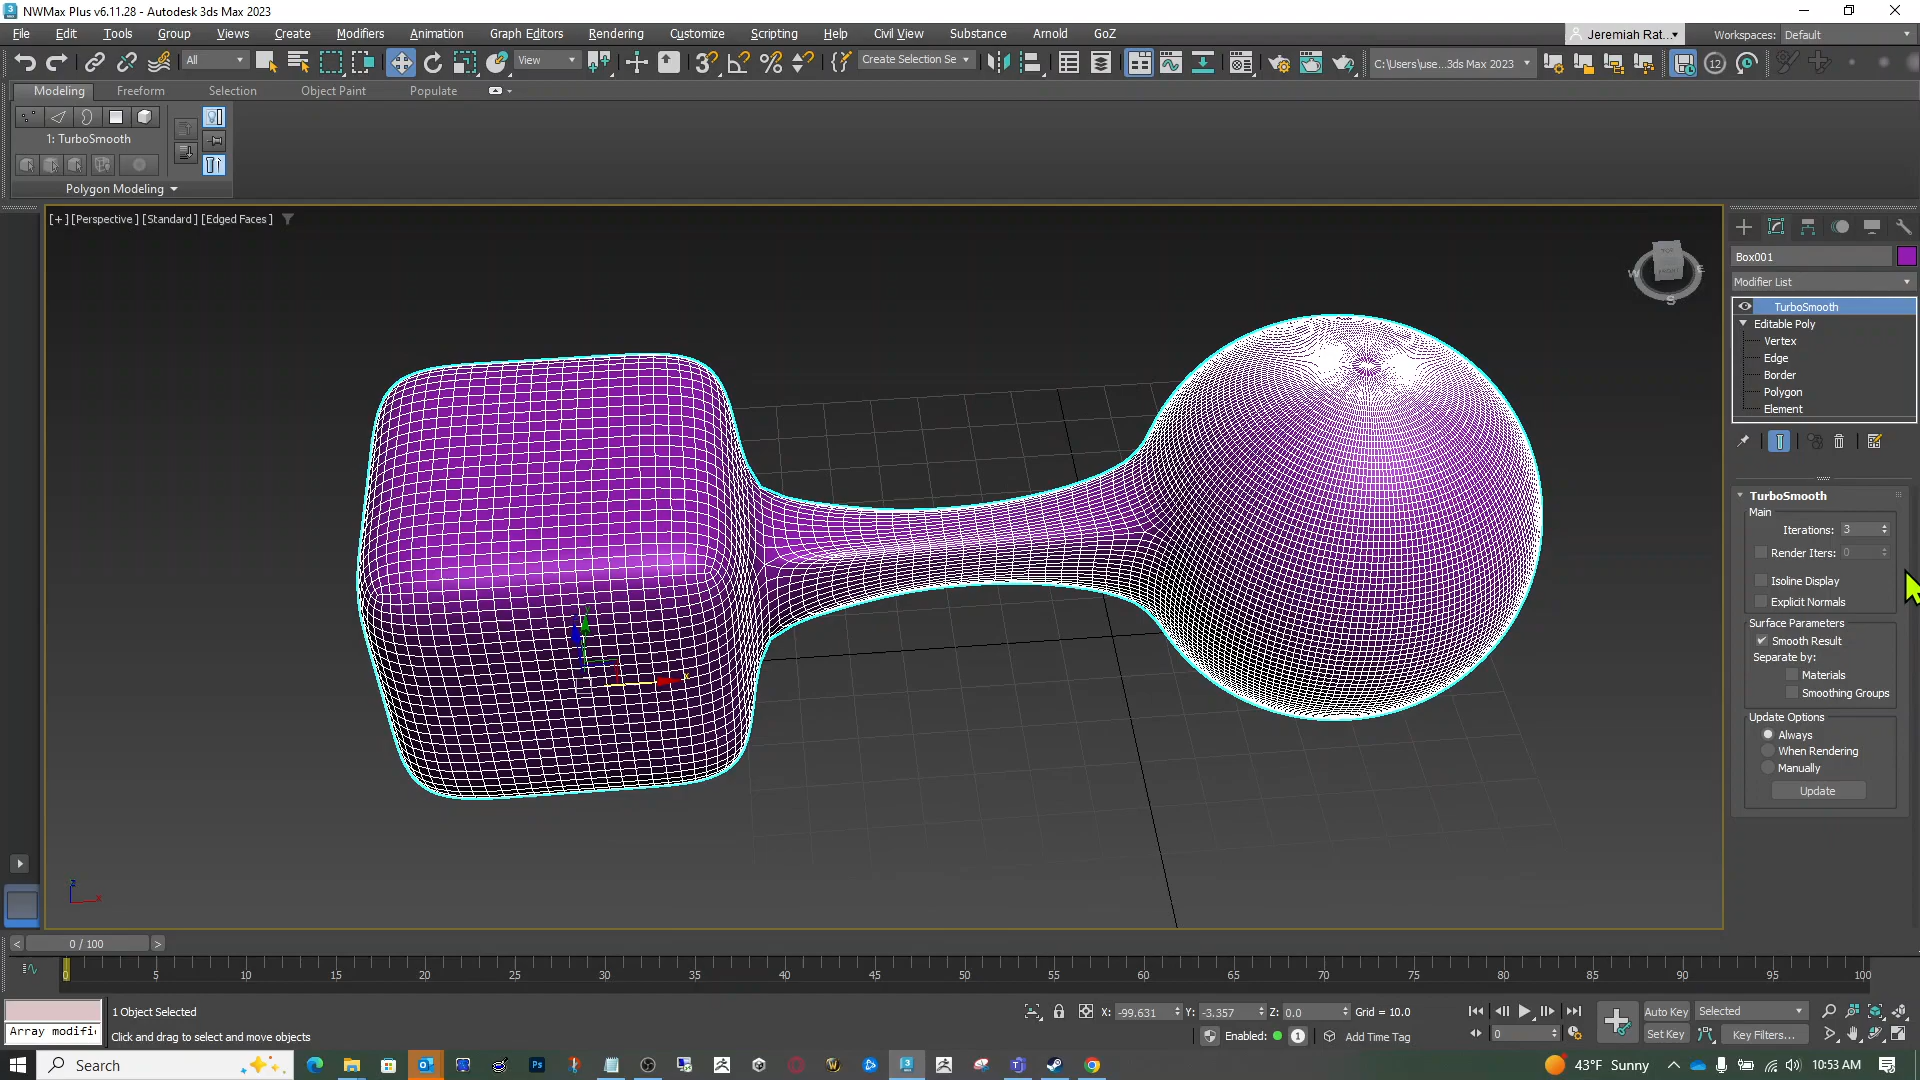 NWMax Plus v6.11.28 - Autodesk 3ds Max 2023
File Edit Tools Group Views Create Modifiers Animation Graph Editors Rendering Customize Scripting Help Civil View Substance Arnold GoZ Jeremiah Rat... Workspaces: Default
All View Create Selection Se C:\Users\use...3ds Max 2023 12
Modeling Freeform Selection Object Paint Populate
1: TurboSmooth
Polygon Modeling
[+] [Perspective] [Standard] [Edged Faces]
TOP
FRONT
W E
S
x
z
x
Box001
Modifier List
TurboSmooth
Editable Poly
Vertex
Edge
Border
Polygon
Element
TurboSmooth
Main
Iterations: 3
Render Iters: 0
Isoline Display
Explicit Normals
Surface Parameters
Smooth Result
Separate by:
Materials
Smoothing Groups
Update Options
Always
When Rendering
Manually
Update
< 0 / 100 >
0 5 10 15 20 25 30 35 40 45 50 55 60 65 70 75 80 85 90 95 100
1 Object Selected X: -99.631 Y: -3.357 Z: 0.0 Grid = 10.0 Auto Key Selected
Array modifi Click and drag to select and move objects Enabled: 1 Add Time Tag 0 Set Key Key Filters...
Search 43°F Sunny 10:53 AM